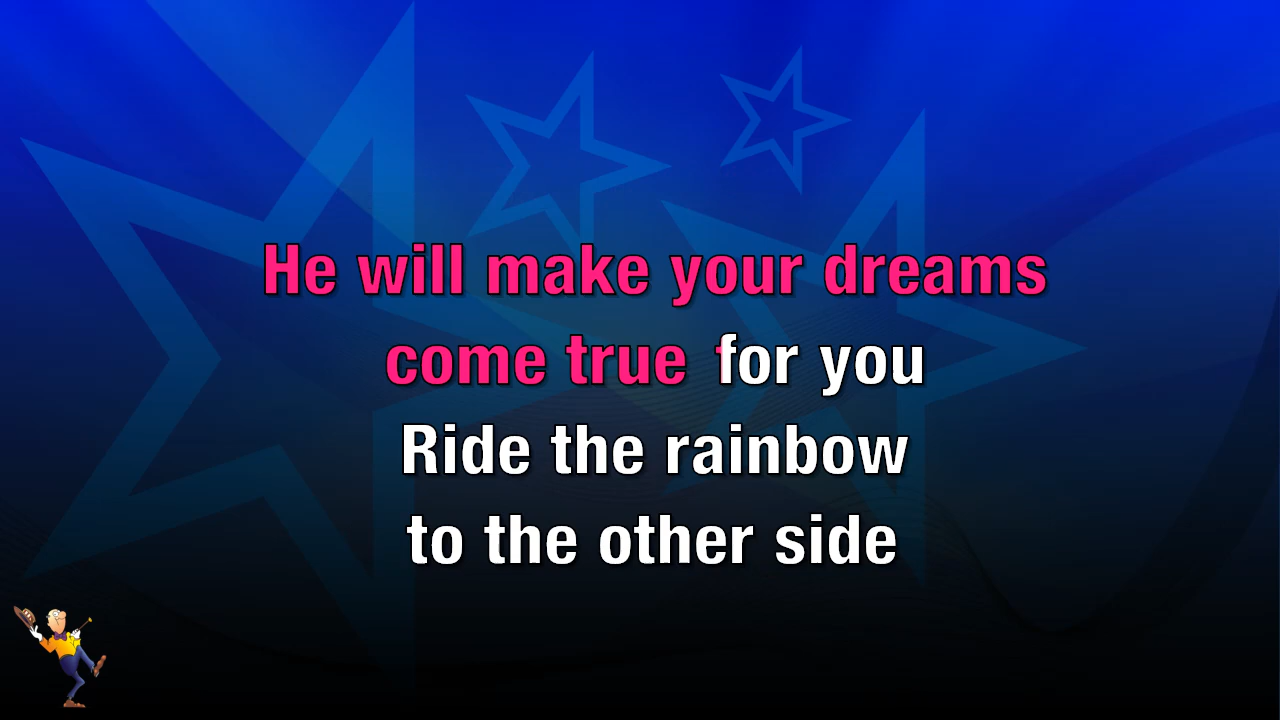 He will make your dreams
come true for you
Ride the rainbow
to the other side